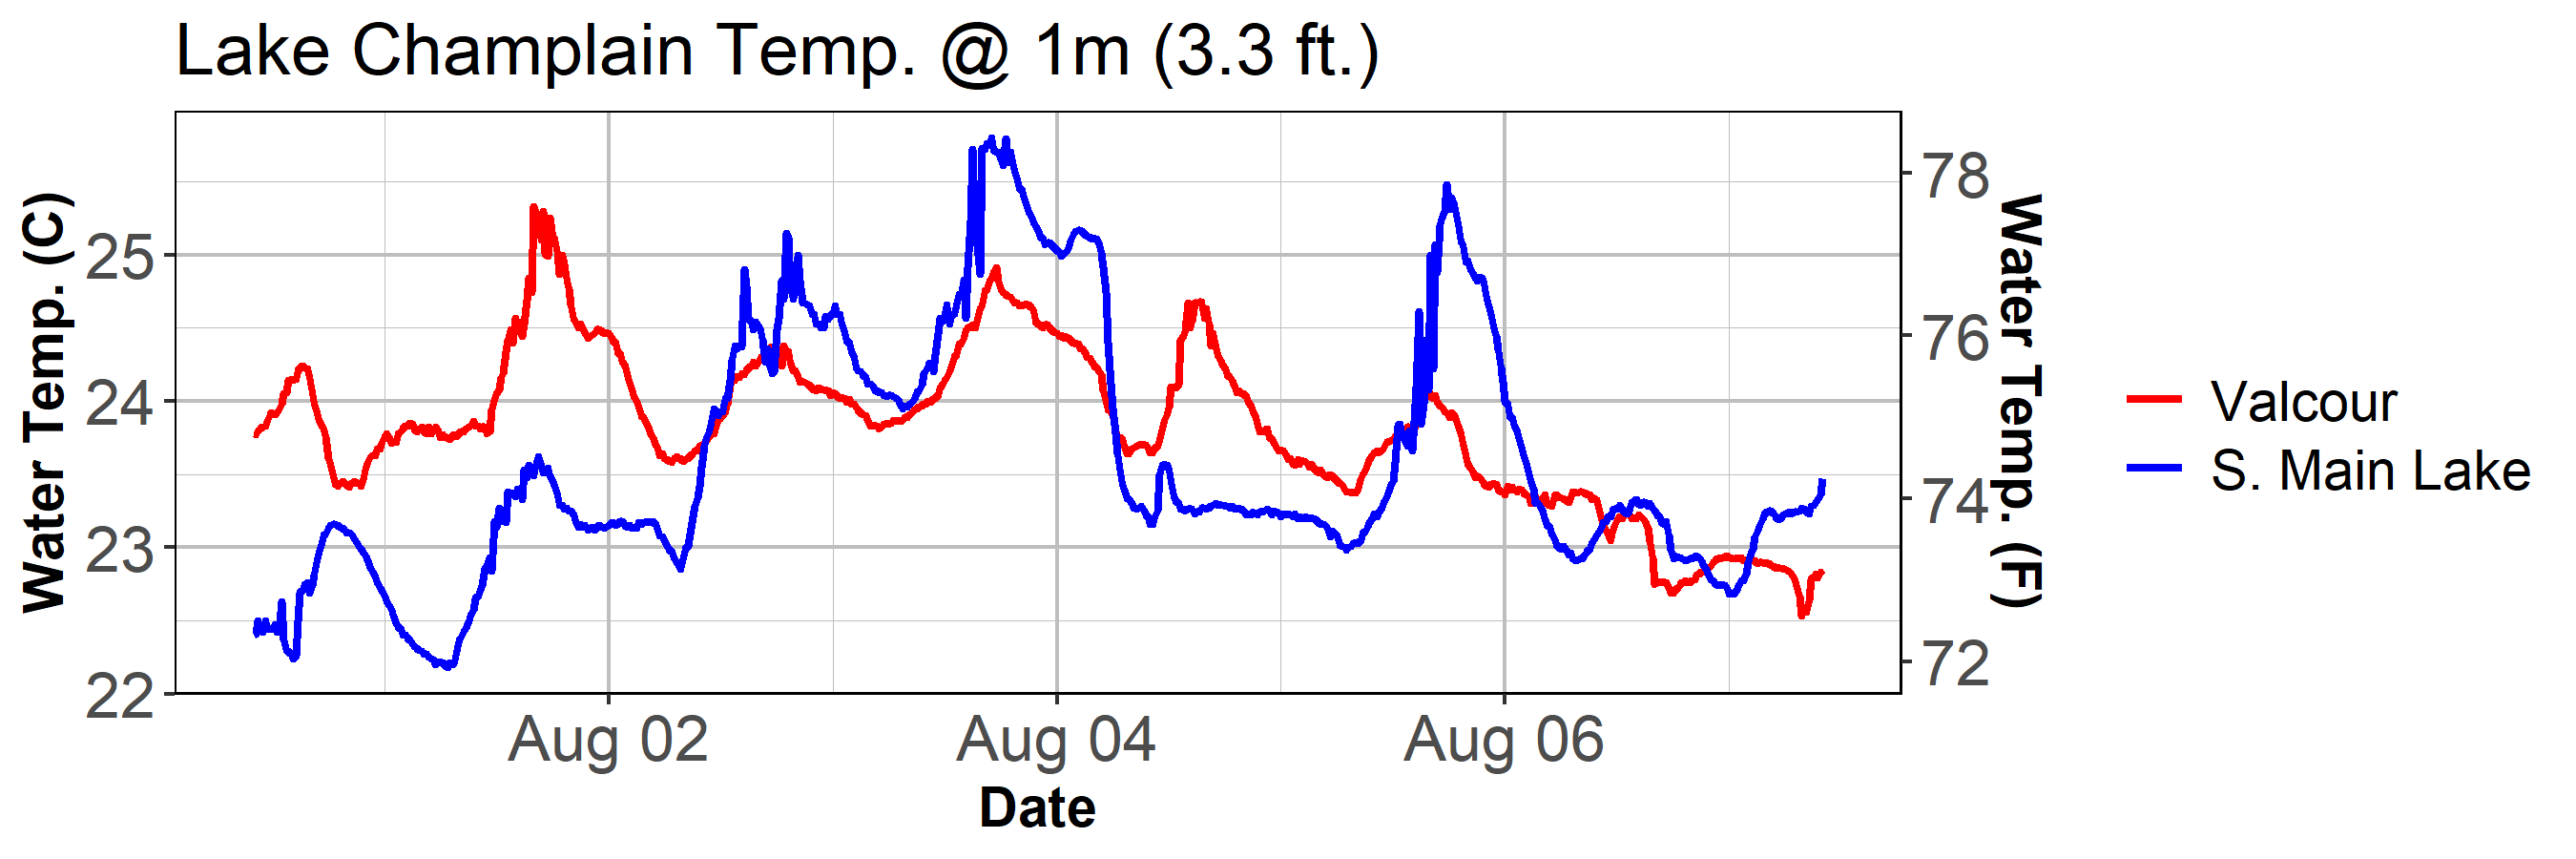 Lake Champlain Temp. @ 1m (3.3 ft.)
Water Temp. (C)
25
24
23
22
78
76
74
72
Water Temp. (F)
Aug 02
Aug 04
Aug 06
Date
Valcour
S. Main Lake